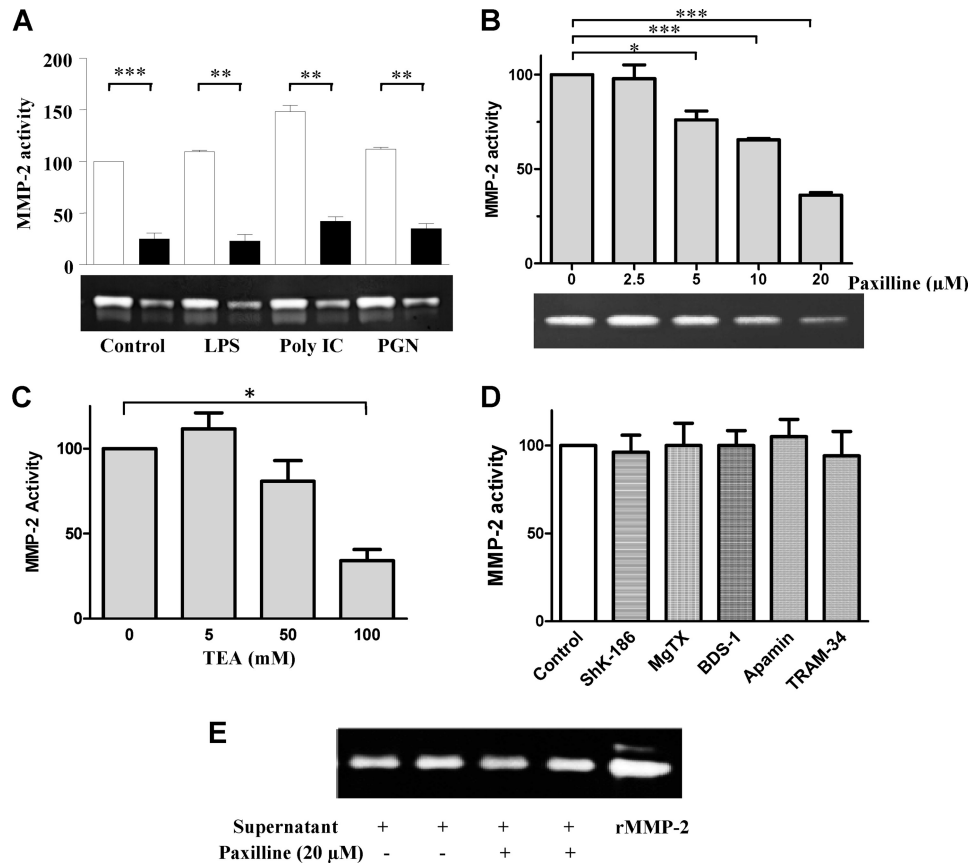 A
MMP-2 activity
200
150
100
50
0
***
**
**
**
Control LPS Poly IC PGN
B
***
***
*
MMP-2 activity
100
50
0
0 2.5 5 10 20 Paxilline (µM)
C
*
MMP-2 Activity
100
50
0
0 5 50 100
TEA (mM)
D
MMP-2 activity
100
50
0
Control
ShK-186
MgTX
BDS-1
Apamin
TRAM-34
E
Supernatant + + + + rMMP-2
Paxilline (20 µM) - - + +